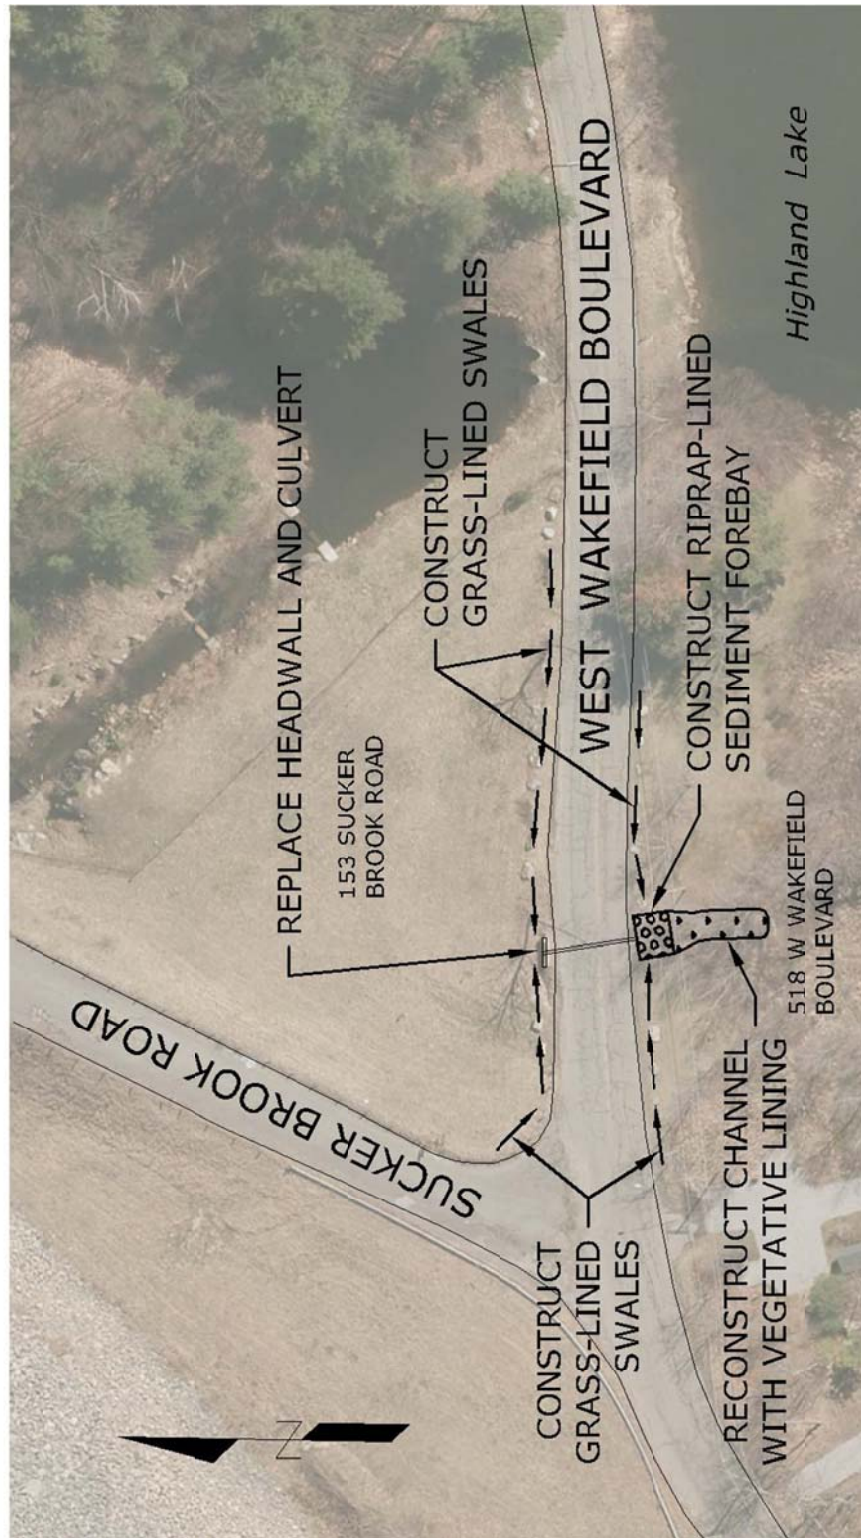 REPLACE HEADWALL AND CULVERT
153 SUCKER
BROOK ROAD
SUCKER BROOK ROAD
CONSTRUCT
GRASS-LINED SWALES
WEST WAKEFIELD BOULEVARD
CONSTRUCT
GRASS-LINED
SWALES
CONSTRUCT RIPRAP-LINED
SEDIMENT FOREBAY
Highland Lake
518 W WAKEFIELD
BOULEVARD
RECONSTRUCT CHANNEL
WITH VEGETATIVE LINING
N